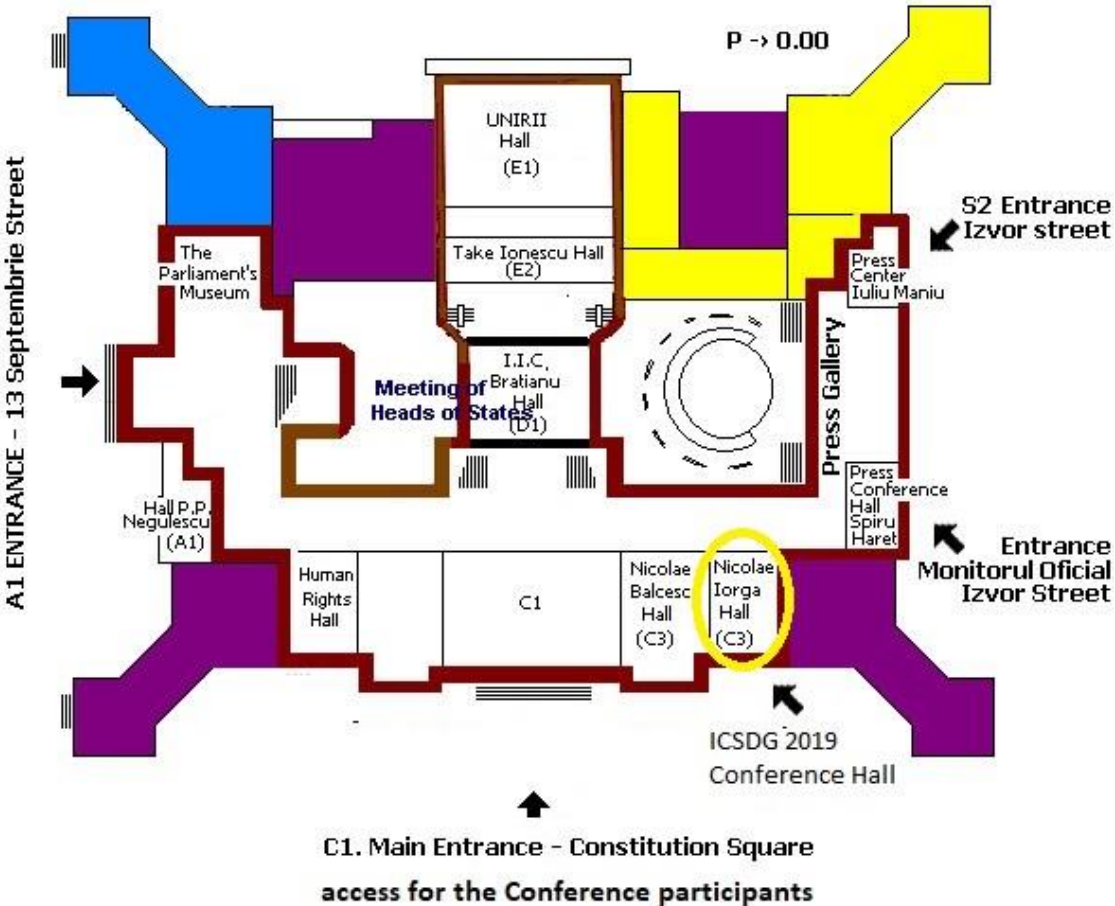 P -> 0.00
UNIRII
Hall
(E1)
Take Ionescu Hall
(E2)
S2 Entrance
Izvor street
The
Parliament's
Museum
Press
Center
Iuliu Maniu
A1 ENTRANCE - 13 Septembrie Street
Meeting of
Heads of States
I.I.C,
Bratianu
Hall
(D1)
Press Gallery
Press
Conference
Hall
Spiru
Haret
Hall P.P.
Negulescu
(A1)
Entrance
Monitorul Oficial
Izvor Street
Human
Rights
Hall
C1
Nicolae
Balcesc
Hall
(C3)
Nicolae
Iorga
Hall
(C3)
ICSDG 2019
Conference Hall
C1. Main Entrance - Constitution Square
access for the Conference participants